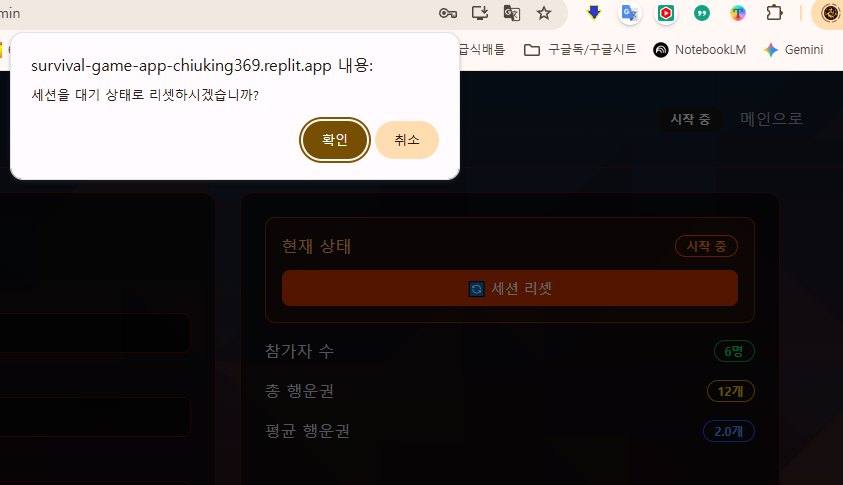 min
급식배틀
구글독/구글시트
NotebookLM
Gemini
survival-game-app-chiuking369.replit.app 내용:
세션을 대기 상태로 리셋하시겠습니까?
확인
취소
시작 중
메인으로
현재 상태
시작 중
세션 리셋
참가자 수
6명
총 행운권
12개
평균 행운권
2.0개